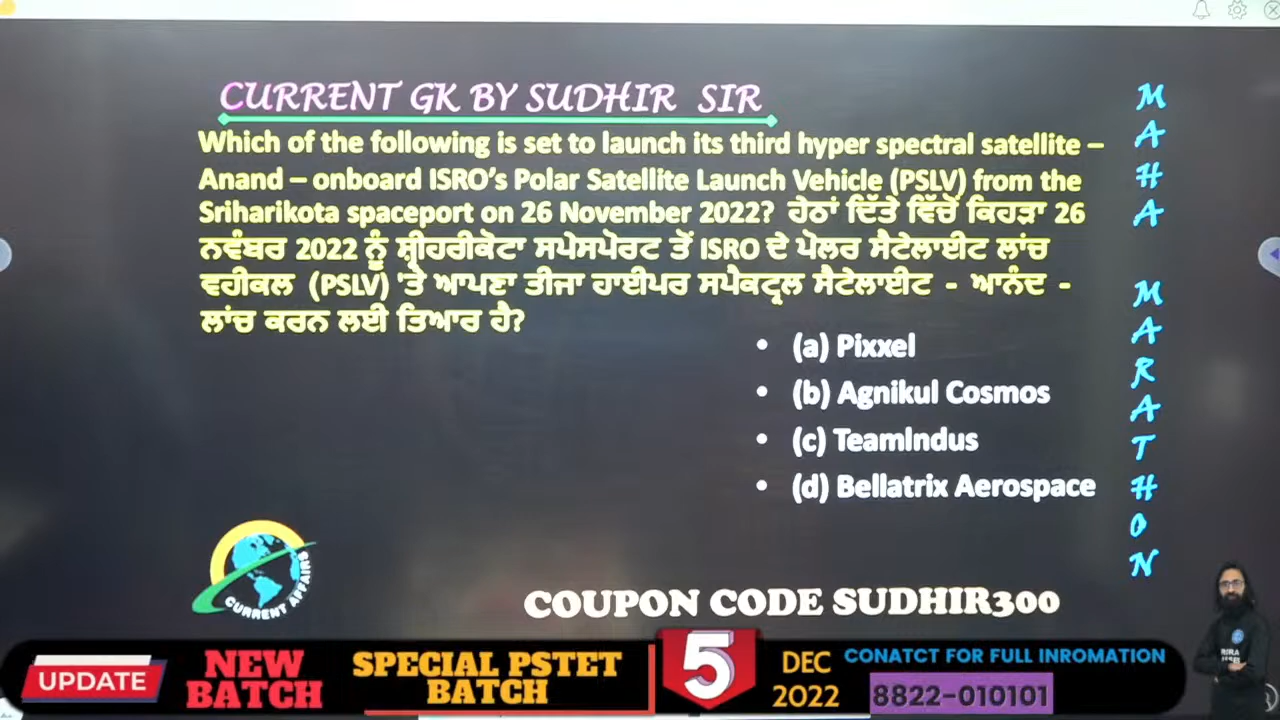 CURRENT GK BY SUDHIR SIR
Which of the following is set to launch its third hyper spectral satellite –
Anand – onboard ISRO's Polar Satellite Launch Vehicle (PSLV) from the
Sriharikota spaceport on 26 November 2022? ਹੇਠਾਂ ਦਿੱਤੇ ਵਿੱਚੋਂ ਕਿਹੜਾ 26
ਨਵੰਬਰ 2022 ਨੂੰ ਸ਼੍ਰੀਹਰੀਕੋਟਾ ਸਪੇਸਪੋਰਟ ਤੋਂ ISRO ਦੇ ਪੋਲਰ ਸੈਟੇਲਾਈਟ ਲਾਂਚ
ਵਹੀਕਲ (PSLV) 'ਤੇ ਆਪਣਾ ਤੀਜਾ ਹਾਈਪਰ ਸਪੈਕਟ੍ਰਲ ਸੈਟੇਲਾਈਟ - ਆਨੰਦ -
ਲਾਂਚ ਕਰਨ ਲਈ ਤਿਆਰ ਹੈ?
• (a) Pixxel
• (b) Agnikul Cosmos
• (c) TeamIndus
• (d) Bellatrix Aerospace
MAHA MARATHON
CURRENT AFFAIRS
COUPON CODE SUDHIR300
UPDATE
NEW
BATCH
SPECIAL PSTET
BATCH
5
DEC
2022
CONATCT FOR FULL INROMATION
8822-010101